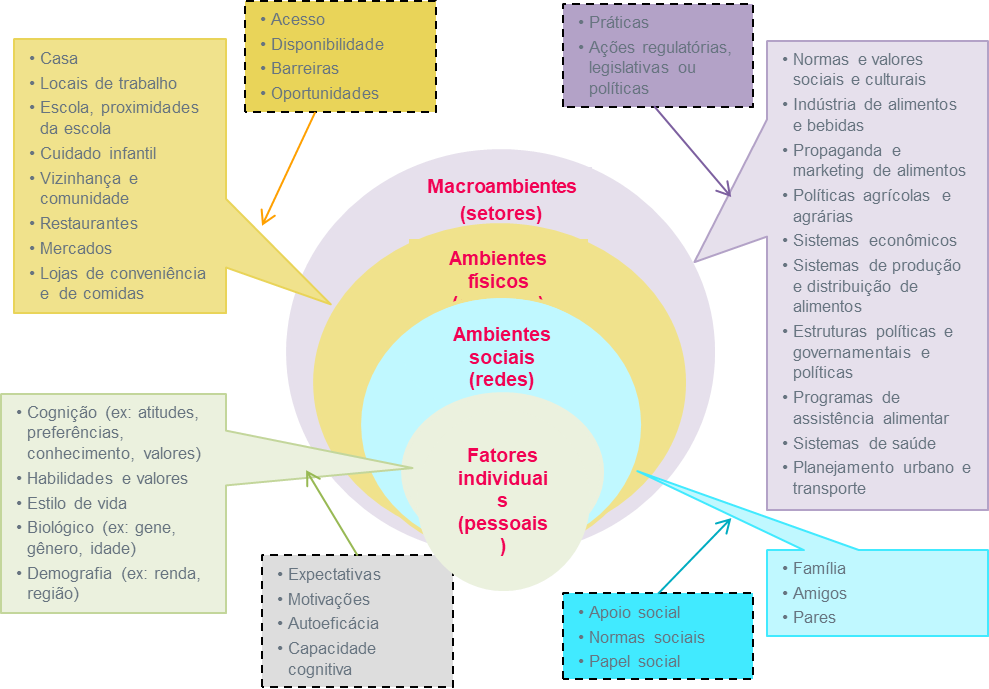 • Acesso
• Disponibilidade
• Barreiras
• Oportunidades
• Práticas
• Ações regulatórias,
legislativas ou
políticas
• Casa
• Locais de trabalho
• Escola, proximidades
da escola
• Cuidado infantil
• Vizinhança e
comunidade
• Restaurantes
• Mercados
• Lojas de conveniência
e de comidas
• Normas e valores
sociais e culturais
• Indústria de alimentos
e bebidas
• Propaganda e
marketing de alimentos
• Políticas agrícolas e
agrárias
• Sistemas econômicos
• Sistemas de produção
e distribuição de
alimentos
• Estruturas políticas e
governamentais e
políticas
• Programas de
assistência alimentar
• Sistemas de saúde
• Planejamento urbano e
transporte
Macroambientes
(setores)
Ambientes
físicos
Ambientes
sociais
(redes)
Fatores
individuai
s
(pessoais
)
• Cognição (ex: atitudes,
preferências,
conhecimento, valores)
• Habilidades e valores
• Estilo de vida
• Biológico (ex: gene,
gênero, idade)
• Demografia (ex: renda,
região)
• Expectativas
• Motivações
• Autoeficácia
• Capacidade
cognitiva
• Apoio social
• Normas sociais
• Papel social
• Família
• Amigos
• Pares